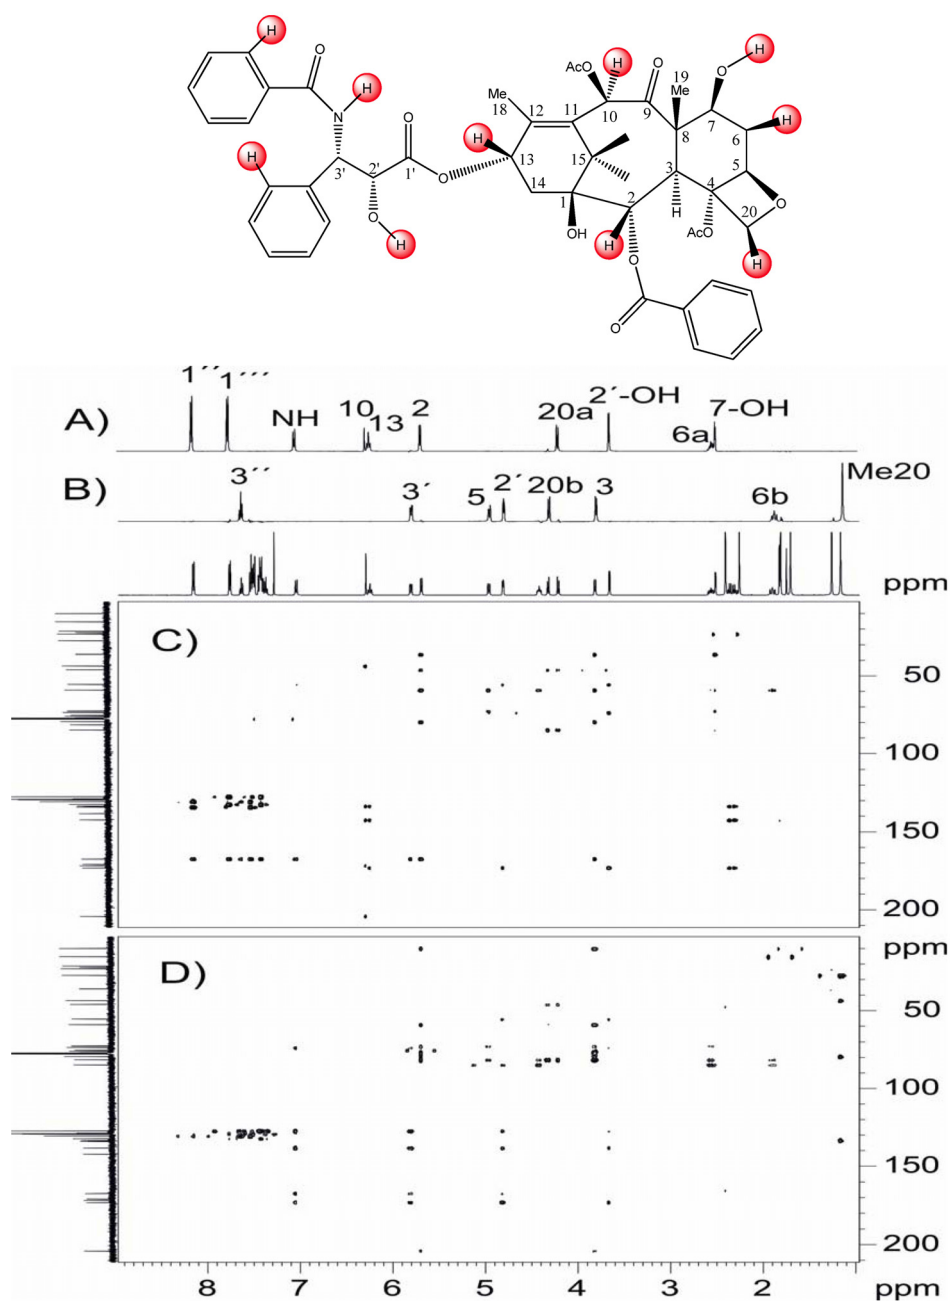 H
O
H
N
H
H
3'
2'
O
1'
O
O
H
H
Me
18
12
11
13
14
15
1
OH
AcO
H
10
O
9
19
Me
8
7
O
H
6
H
5
3
H
4
AcO
20
O
H
2
H
O
O
A)
1´´
1´´´
NH
10
13
2
20a
2´-OH
6a
7-OH
B)
3´´
3´
5
2´
20b
3
6b
Me20
ppm
C)
50
100
150
200
D)
ppm
50
100
150
200
8 7 6 5 4 3 2 ppm